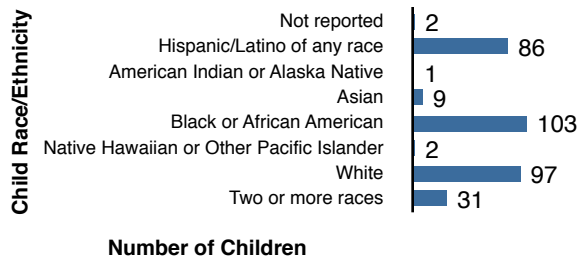 Child Race/Ethnicity
Not reported 2
Hispanic/Latino of any race 86
American Indian or Alaska Native 1
Asian 9
Black or African American 103
Native Hawaiian or Other Pacific Islander 2
White 97
Two or more races 31
Number of Children